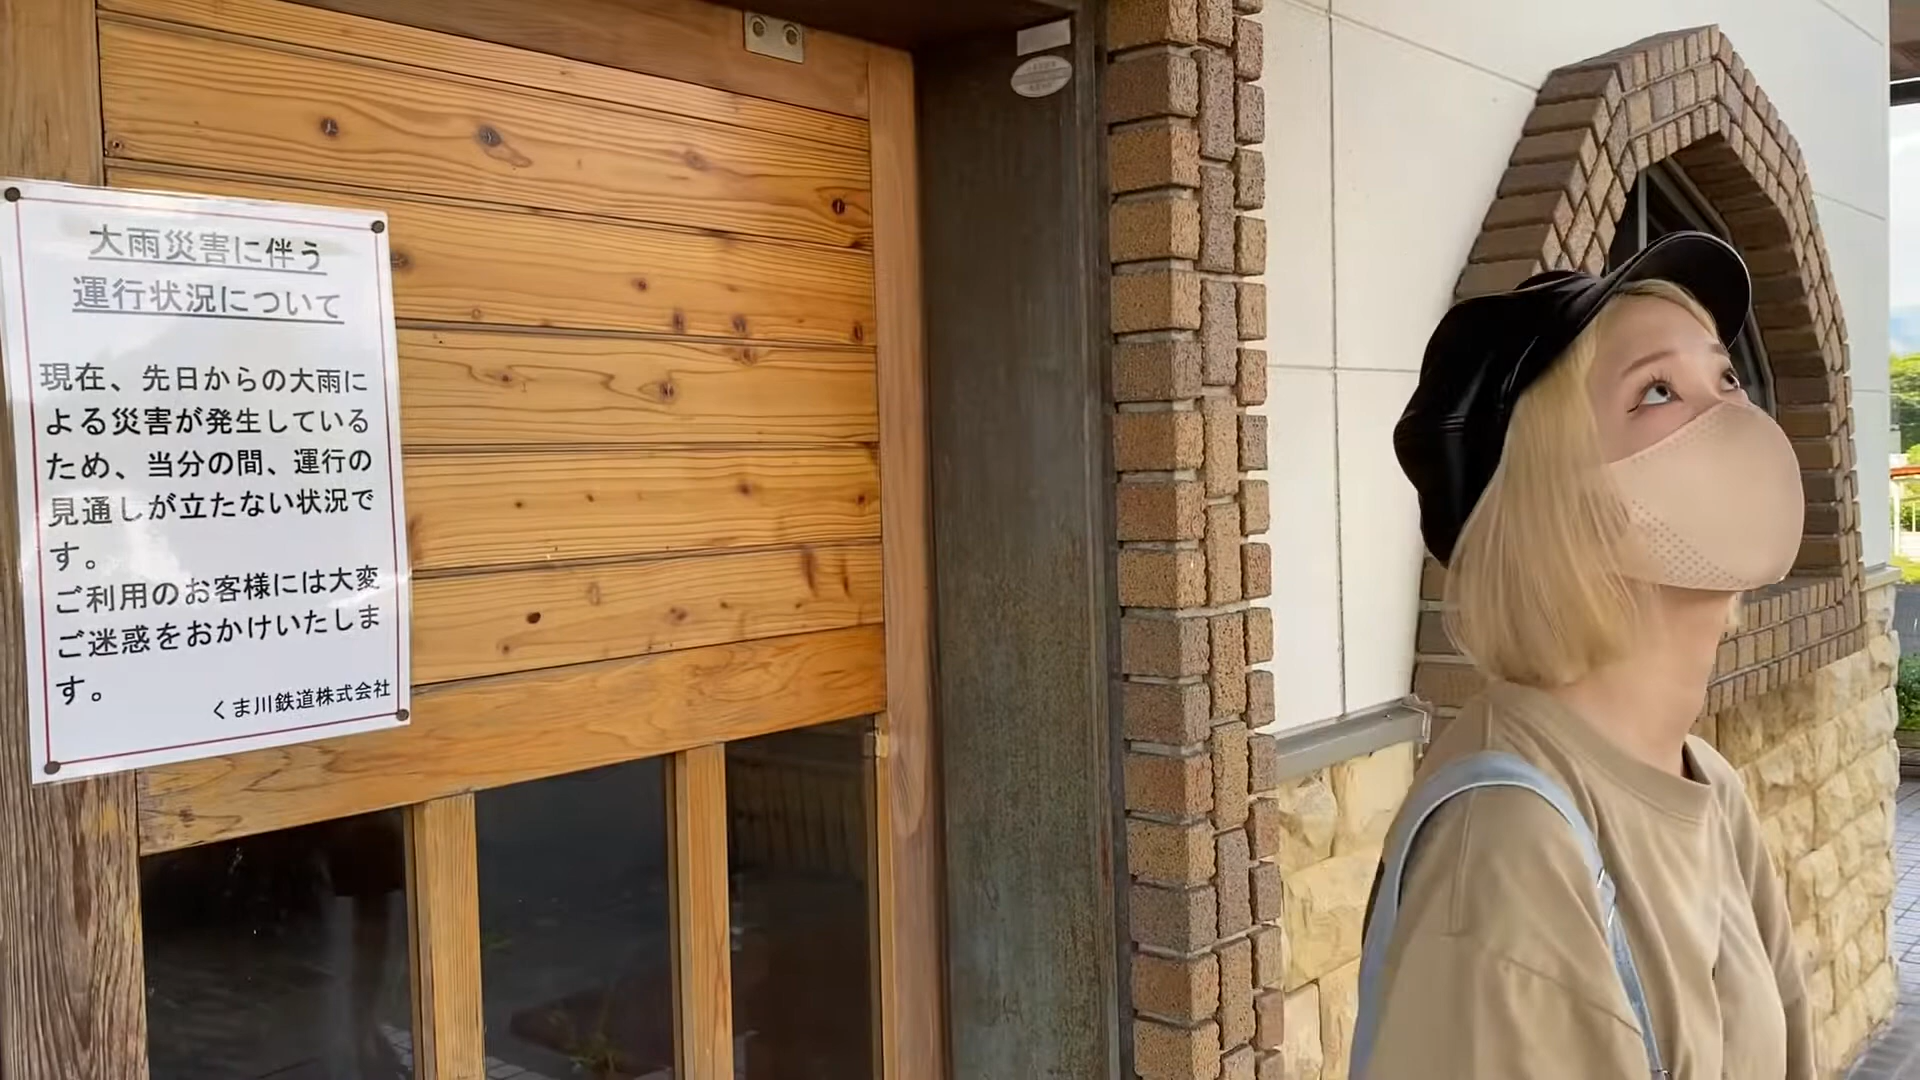 大雨災害に伴う
運行状況について
現在、先日からの大雨に
よる災害が発生している
ため、当分の間、運行の
見通しが立たない状況で
す。
ご利用のお客様には大変
ご迷惑をおかけいたしま
す。
くま川鉄道株式会社